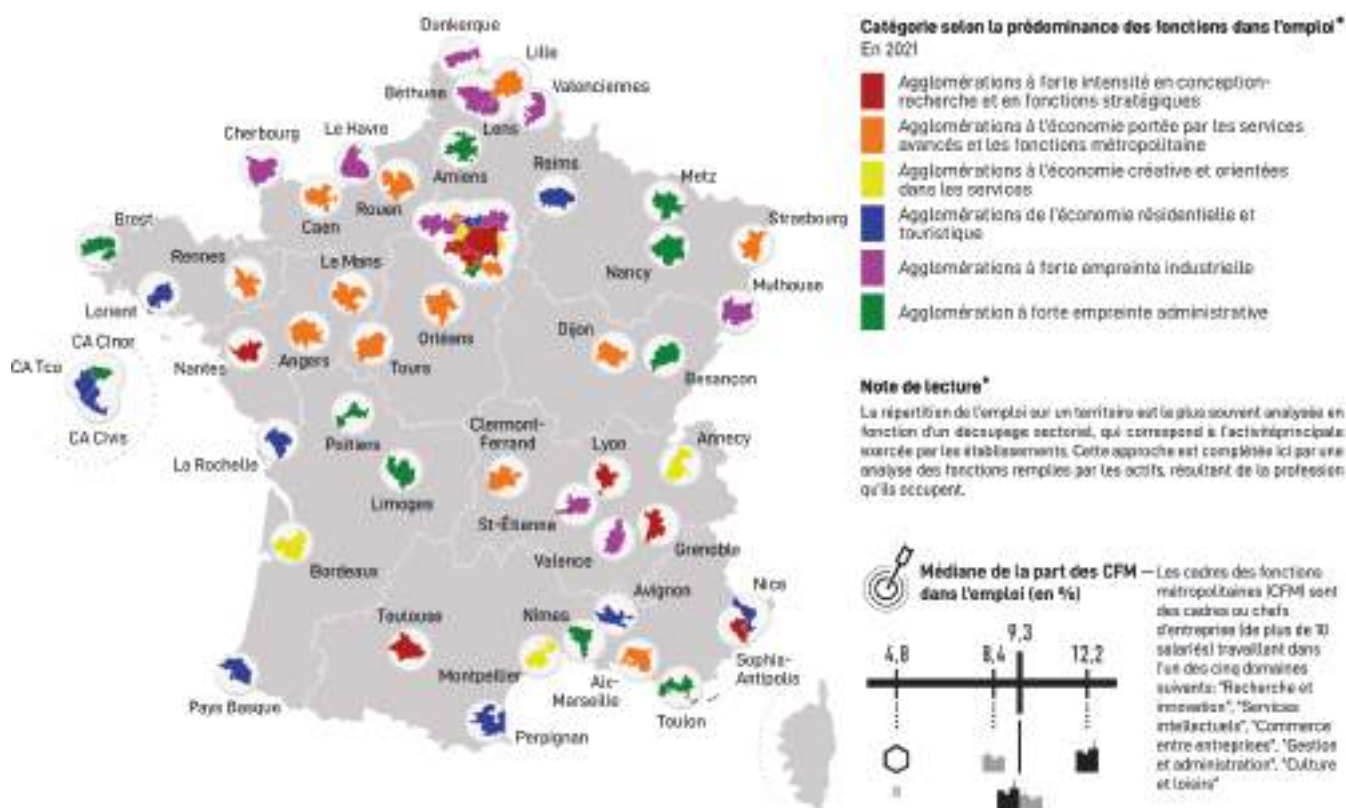 Dunkerque
Lille
Béthune
Valenciennes
Lens
Cherbourg
Le Havre
Amiens
Reims
Metz
Rouen
Caen
Strasbourg
Brest
Rennes
Le Mans
Nancy
Mulhouse
Lorient
Orléans
Dijon
CA Cinor
CA Tco
Nantes
Angers
Tours
Besançon
CA Civis
Poitiers
Clermont-
Ferrand
Lyon
Annecy
La Rochelle
Limoges
St-Étienne
Valence
Grenoble
Bordeaux
Avignon
Nice
Toulouse
Nîmes
Montpellier
Aix-
Marseille
Sophia-
Antipolis
Toulon
Pays Basque
Perpignan
Catégorie selon la prédominance des fonctions dans l'emploi*
En 2021
Agglomérations à forte intensité en conception-
recherche et en fonctions stratégiques
Agglomérations à l'économie portée par les services
avancés et les fonctions métropolitaine
Agglomérations à l'économie créative et orientées
dans les services
Agglomérations de l'économie résidentielle et
touristique
Agglomérations à forte empreinte industrielle
Agglomération à forte empreinte administrative
Note de lecture*
La répartition de l'emploi sur un territoire est le plus souvent analysée en
fonction d'un découpage sectoriel, qui correspond à l'activitéprincipale
exercée par les établissements. Cette approche est complétée ici par une
analyse des fonctions remplies par les actifs, résultant de la profession
qu'ils occupent.
Médiane de la part des CFM
dans l'emploi (en %)
9,3
4,8
8,4
12,2
Les cadres des fonctions
métropolitaines (CFM) sont
des cadres ou chefs
d'entreprise (de plus de 10
salariés) travaillant dans
l'un des cinq domaines
suivants: "Recherche et
innovation", "Services
intellectuels", "Commerce
entre entreprises", "Gestion
et administration", "Culture
et loisirs"